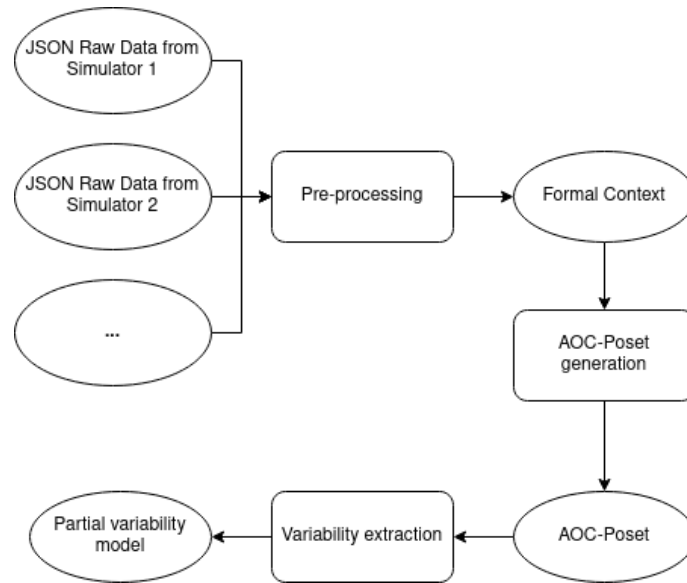 JSON Raw Data from
Simulator 1
JSON Raw Data from
Simulator 2
Pre-processing
Formal Context
...
AOC-Poset
generation
Partial variability
model
Variability extraction
AOC-Poset